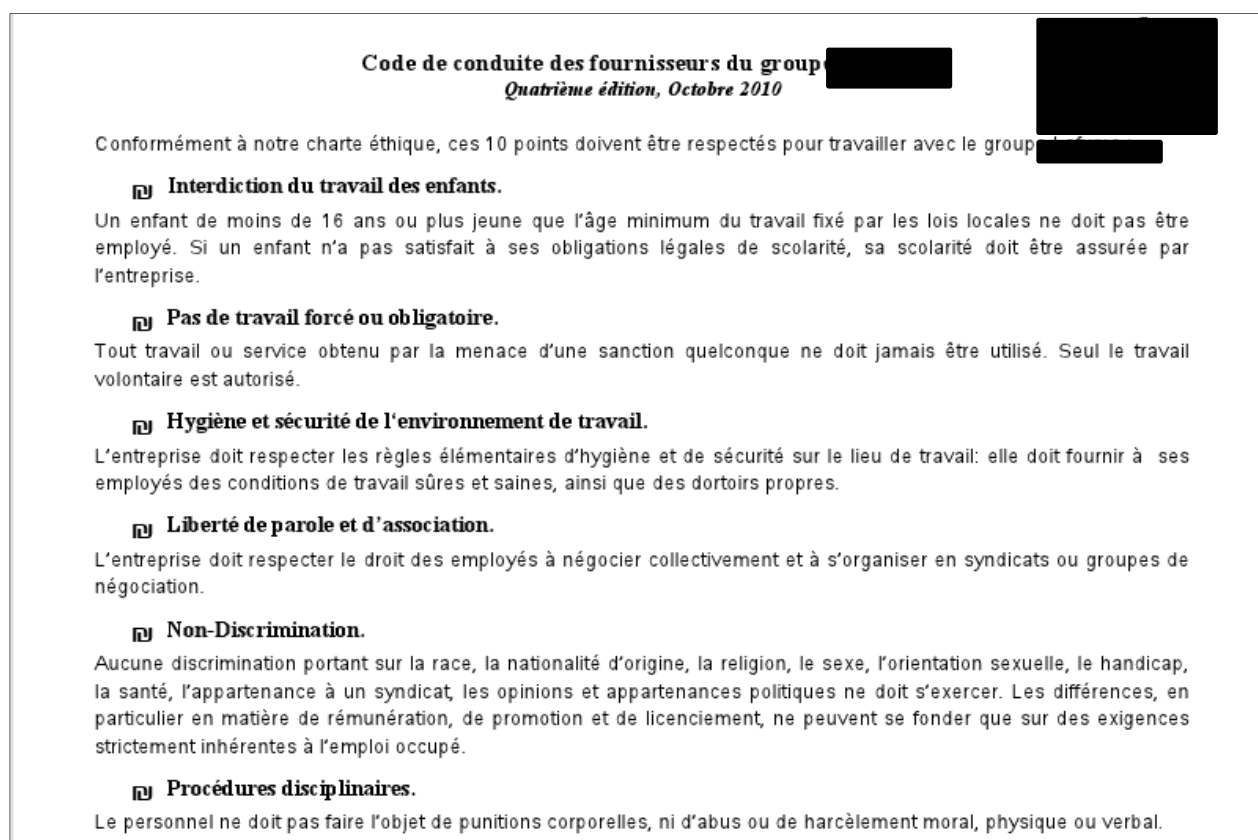 Code de conduite des fournisseurs du groupe
Quatrième édition, Octobre 2010
Conformément à notre charte éthique, ces 10 points doivent être respectés pour travailler avec le
₪ Interdiction du travail des enfants.
Un enfant de moins de 16 ans ou plus jeune que l’âge minimum du travail fixé par les lois locales ne doit pas être
employé. Si un enfant n’a pas satisfait à ses obligations légales de scolarité, sa scolarité doit être assurée par
l’entreprise.
₪ Pas de travail forcé ou obligatoire.
Tout travail ou service obtenu par la menace d’une sanction quelconque ne doit jamais être utilisé. Seul le travail
volontaire est autorisé.
₪ Hygiène et sécurité de l‘environnement de travail.
L’entreprise doit respecter les règles élémentaires d’hygiène et de sécurité sur le lieu de travail: elle doit fournir à ses
employés des conditions de travail sûres et saines, ainsi que des dortoirs propres.
₪ Liberté de parole et d’association.
L’entreprise doit respecter le droit des employés à négocier collectivement et à s’organiser en syndicats ou groupes de
négociation.
₪ Non-Discrimination.
Aucune discrimination portant sur la race, la nationalité d’origine, la religion, le sexe, l’orientation sexuelle, le handicap,
la santé, l’appartenance à un syndicat, les opinions et appartenances politiques ne doit s’exercer. Les différences, en
particulier en matière de rémunération, de promotion et de licenciement, ne peuvent se fonder que sur des exigences
strictement inhérentes à l’emploi occupé.
₪ Procédures disciplinaires.
Le personnel ne doit pas faire l’objet de punitions corporelles, ni d’abus ou de harcèlement moral, physique ou verbal.